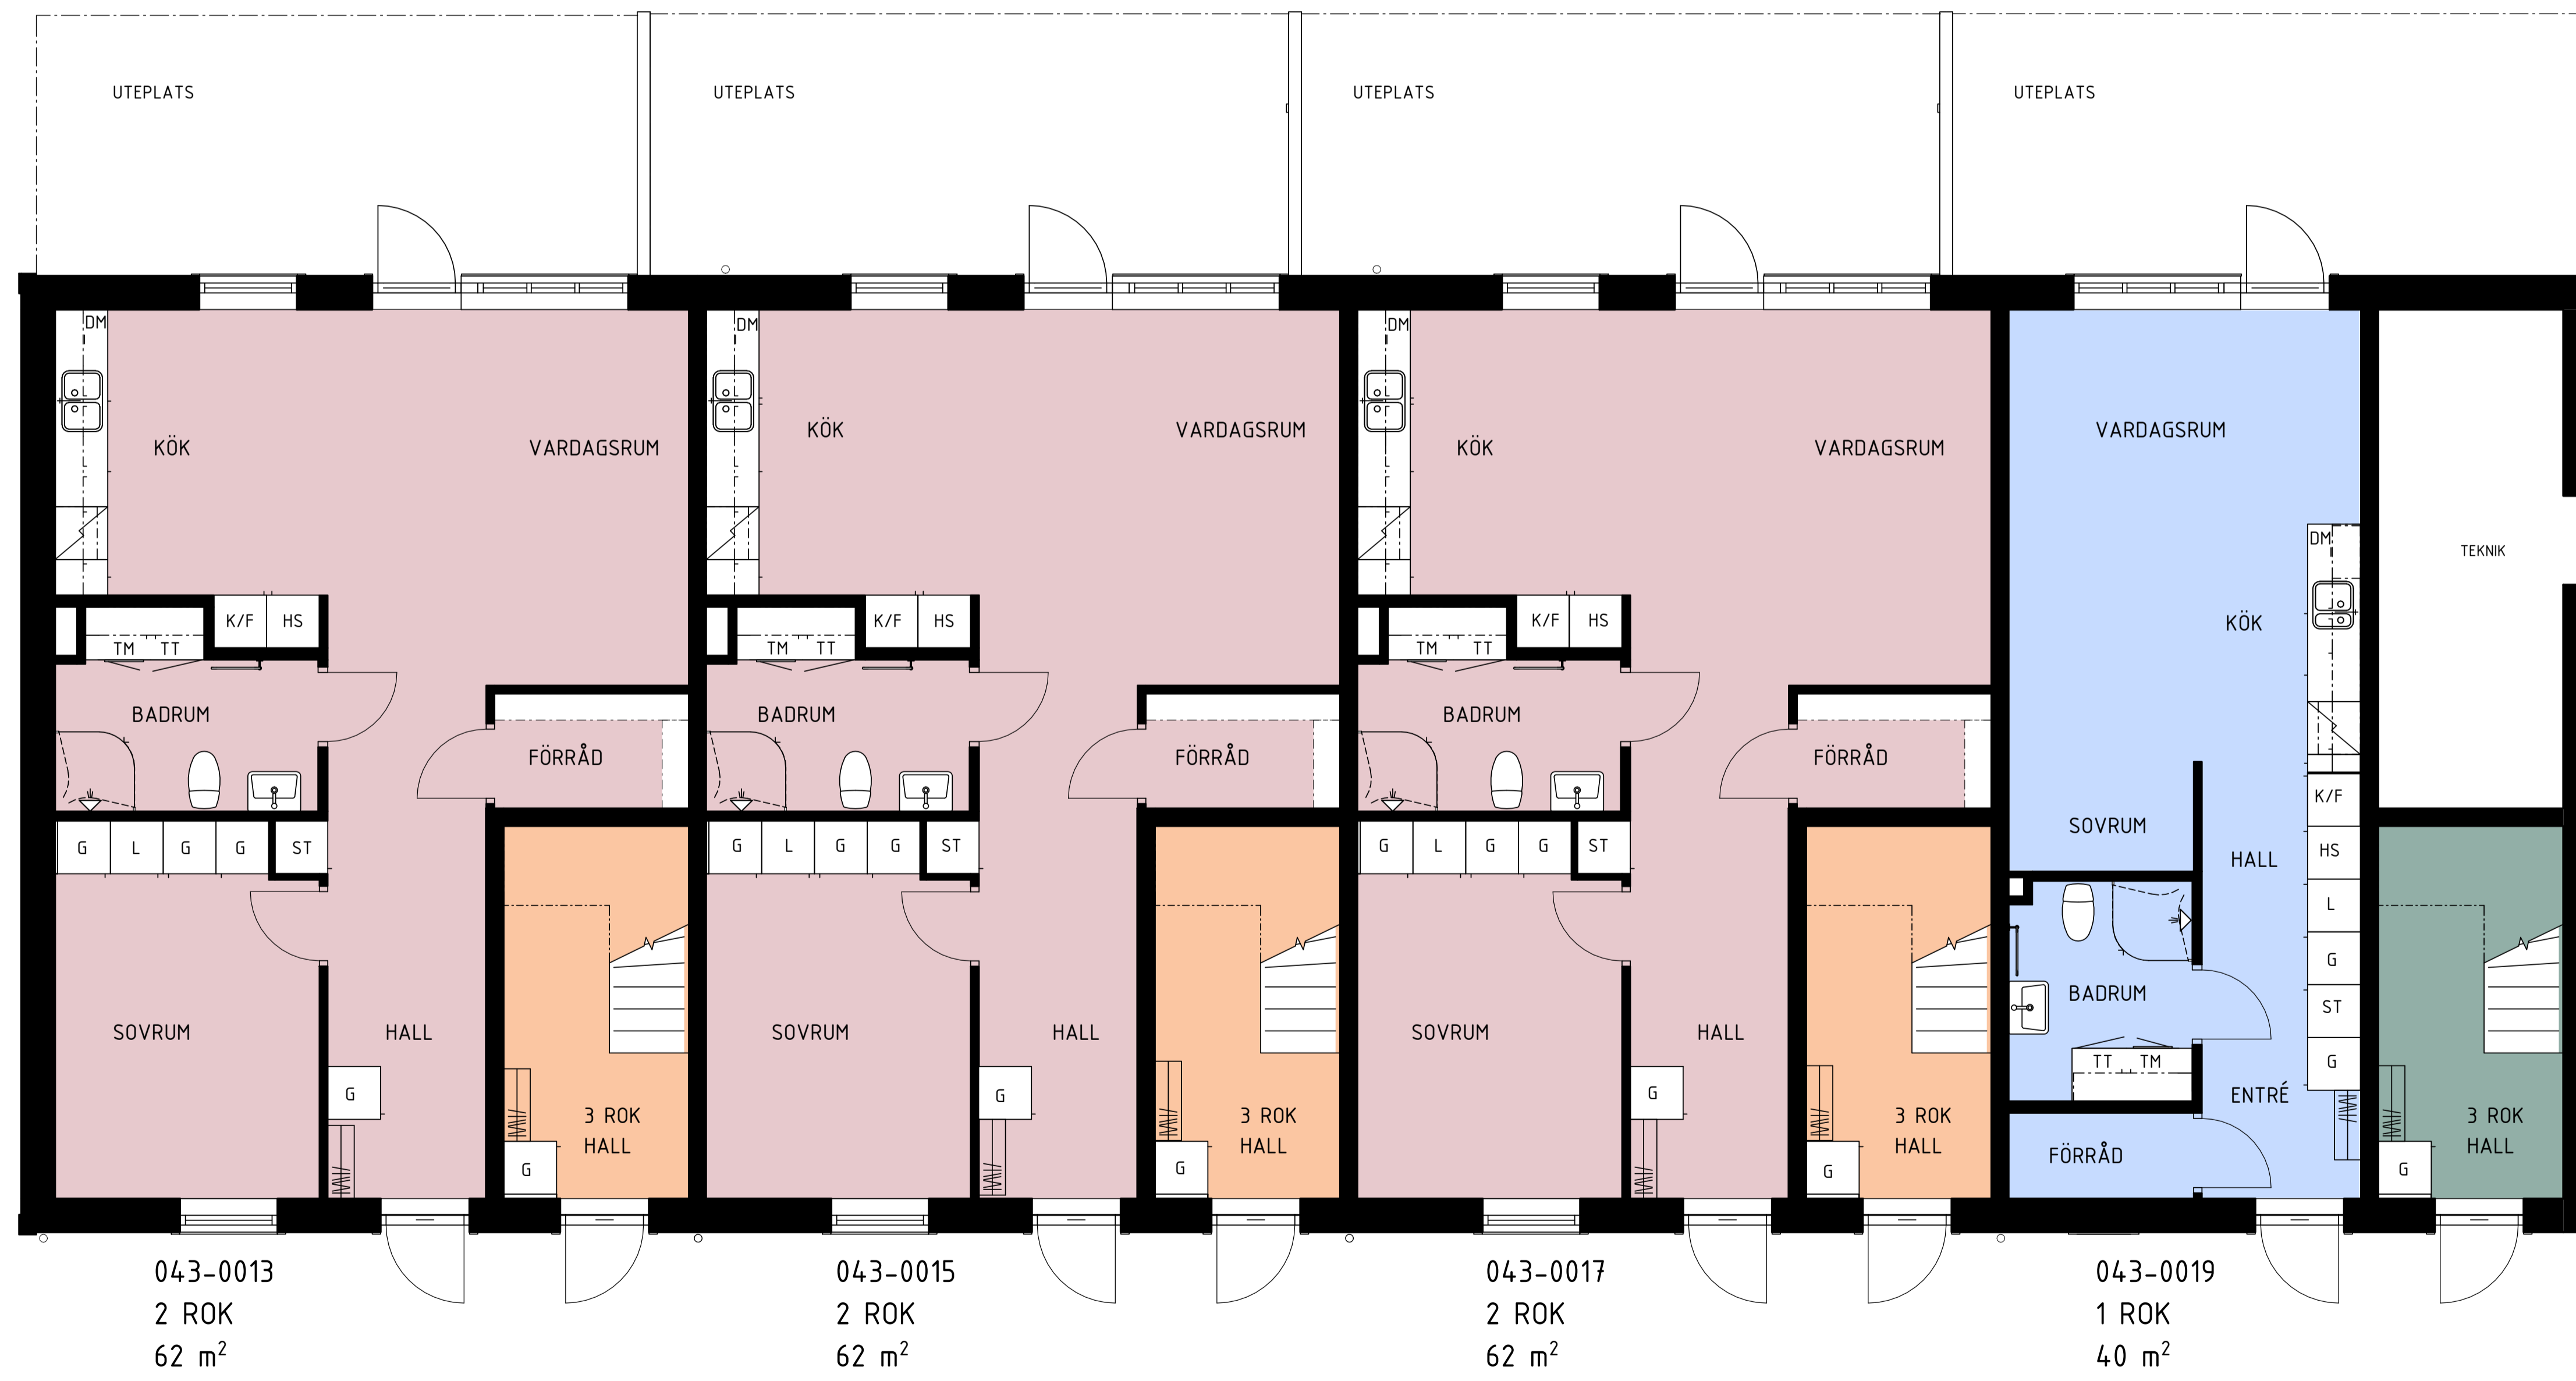 UTEPLATS
UTEPLATS
UTEPLATS
UTEPLATS
DM
KÖK
VARDAGSRUM
K/F
HS
TM
TT
BADRUM
FÖRRÅD
G
L
G
G
ST
SOVRUM
HALL
G
3 ROK
HALL
G
DM
KÖK
VARDAGSRUM
K/F
HS
TM
TT
BADRUM
FÖRRÅD
G
L
G
G
ST
SOVRUM
HALL
G
3 ROK
HALL
G
DM
KÖK
VARDAGSRUM
K/F
HS
TM
TT
BADRUM
FÖRRÅD
G
L
G
G
ST
SOVRUM
HALL
G
3 ROK
HALL
G
VARDAGSRUM
DM
KÖK
K/F
SOVRUM
HS
HALL
L
G
BADRUM
ST
TT
TM
G
ENTRÉ
FÖRRÅD
TEKNIK
3 ROK
HALL
G
043-0013
2 ROK
62 m²
043-0015
2 ROK
62 m²
043-0017
2 ROK
62 m²
043-0019
1 ROK
40 m²